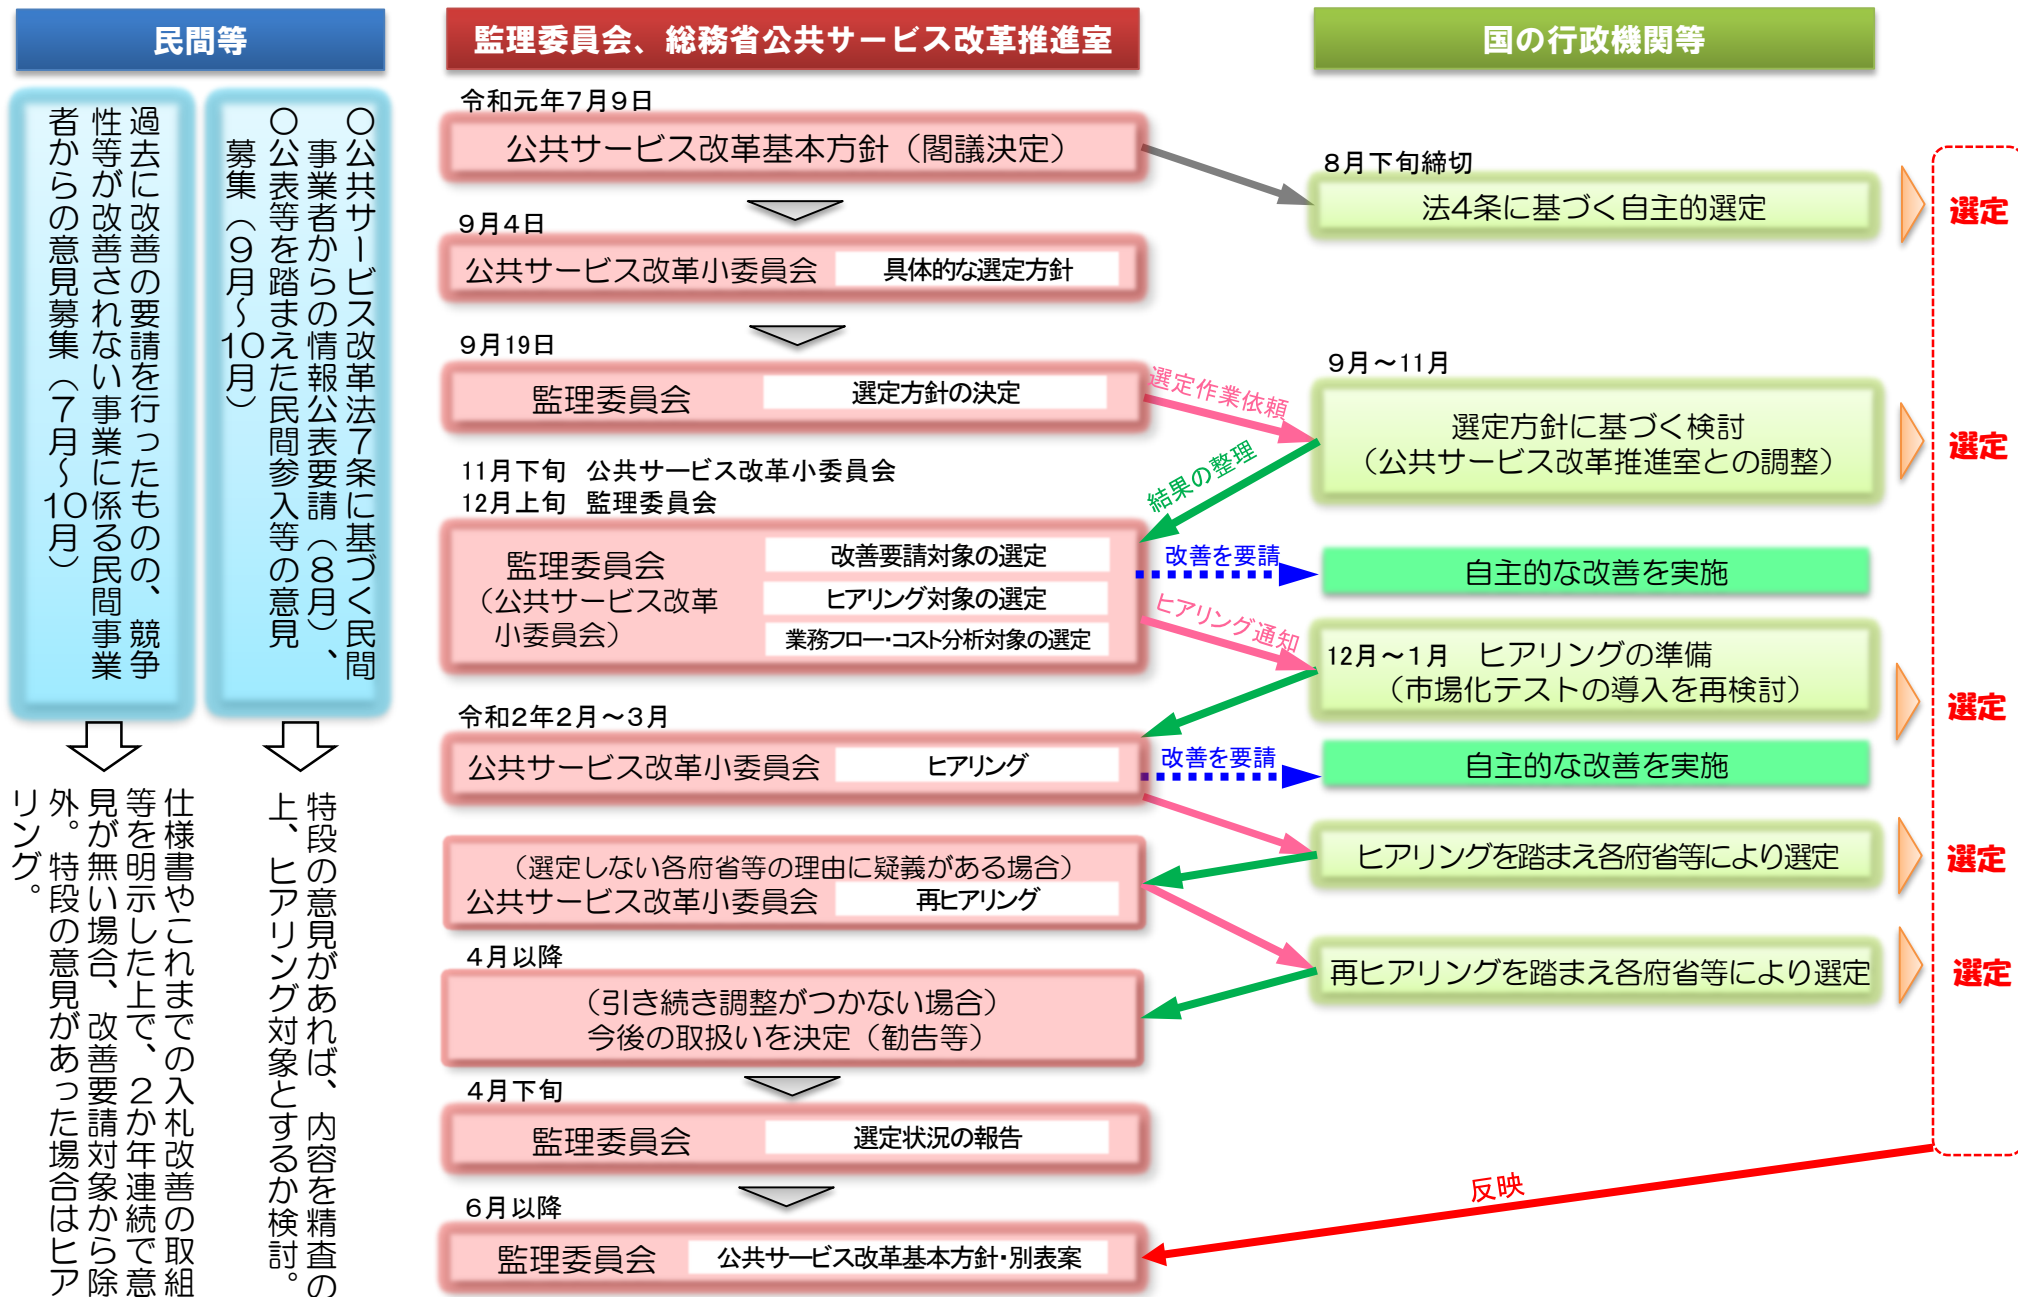 民間等
過去に改善の要請を行ったものの、競争
性等が改善されない事業に係る民間事業
者からの意見募集（７月～10月）
〇公共サービス改革法７条に基づく民間
事業者からの情報公表要請（８月）、
〇公表等を踏まえた民間参入等の意見
募集（９月～10月）
仕様書やこれまでの入札改善の取組
等を明示した上で、２か年連続で意
見が無い場合、改善要請対象から除
外。特段の意見があった場合はヒア
リング。
特段の意見があれば、内容を精査の
上、ヒアリング対象とするか検討。
監理委員会、総務省公共サービス改革推進室
令和元年７月９日
公共サービス改革基本方針（閣議決定）
９月４日
公共サービス改革小委員会
具体的な選定方針
９月19日
監理委員会
選定方針の決定
選定作業依頼
結果の整理
11月下旬　公共サービス改革小委員会
12月上旬　監理委員会
監理委員会
（公共サービス改革
小委員会）
改善要請対象の選定
ヒアリング対象の選定
業務フロー・コスト分析対象の選定
改善を要請
ヒアリング通知
令和２年２月～３月
公共サービス改革小委員会
ヒアリング
改善を要請
（選定しない各府省等の理由に疑義がある場合）
公共サービス改革小委員会
再ヒアリング
４月以降
（引き続き調整がつかない場合）
今後の取扱いを決定（勧告等）
４月下旬
監理委員会
選定状況の報告
６月以降
監理委員会
公共サービス改革基本方針・別表案
反映
国の行政機関等
８月下旬締切
法4条に基づく自主的選定
選定
９月～11月
選定方針に基づく検討
（公共サービス改革推進室との調整）
選定
自主的な改善を実施
12月～１月　ヒアリングの準備
（市場化テストの導入を再検討）
選定
自主的な改善を実施
ヒアリングを踏まえ各府省等により選定
選定
再ヒアリングを踏まえ各府省等により選定
選定